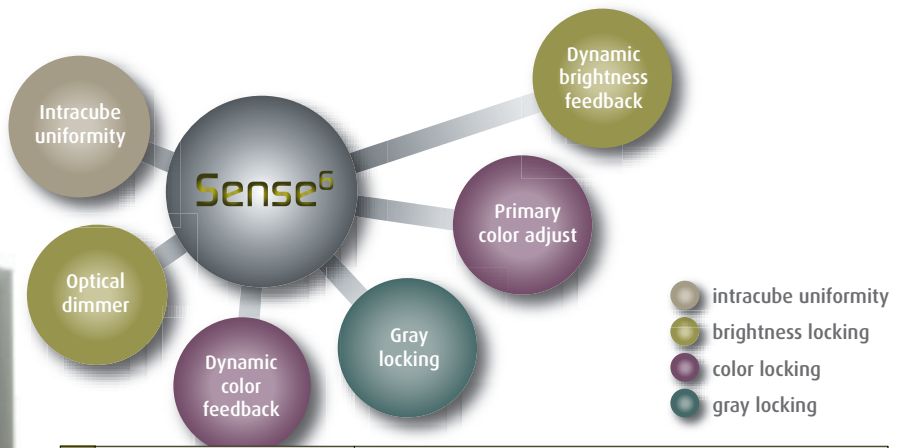 Dynamic
brightness
feedback
Intracube
uniformity
Sense⁶
Primary
color adjust
Optical
dimmer
Gray
locking
Dynamic
color
feedback
intracube uniformity
brightness locking
color locking
gray locking